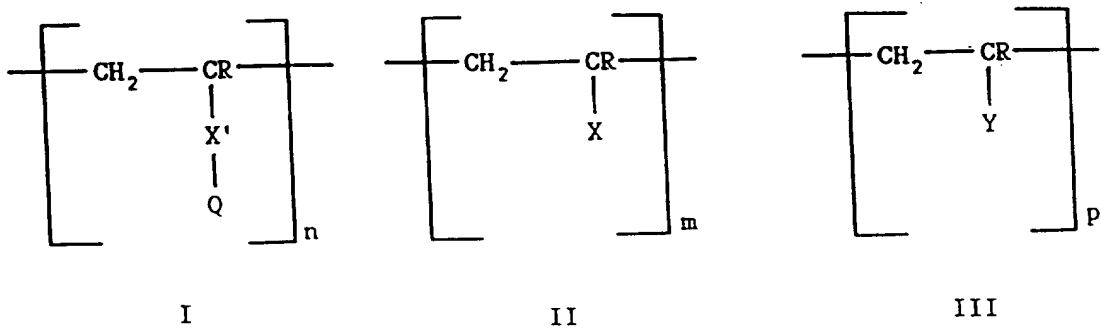 CH₂ CR CH₂ CR CH₂ CR
X' X Y
Q
n m p
I II III